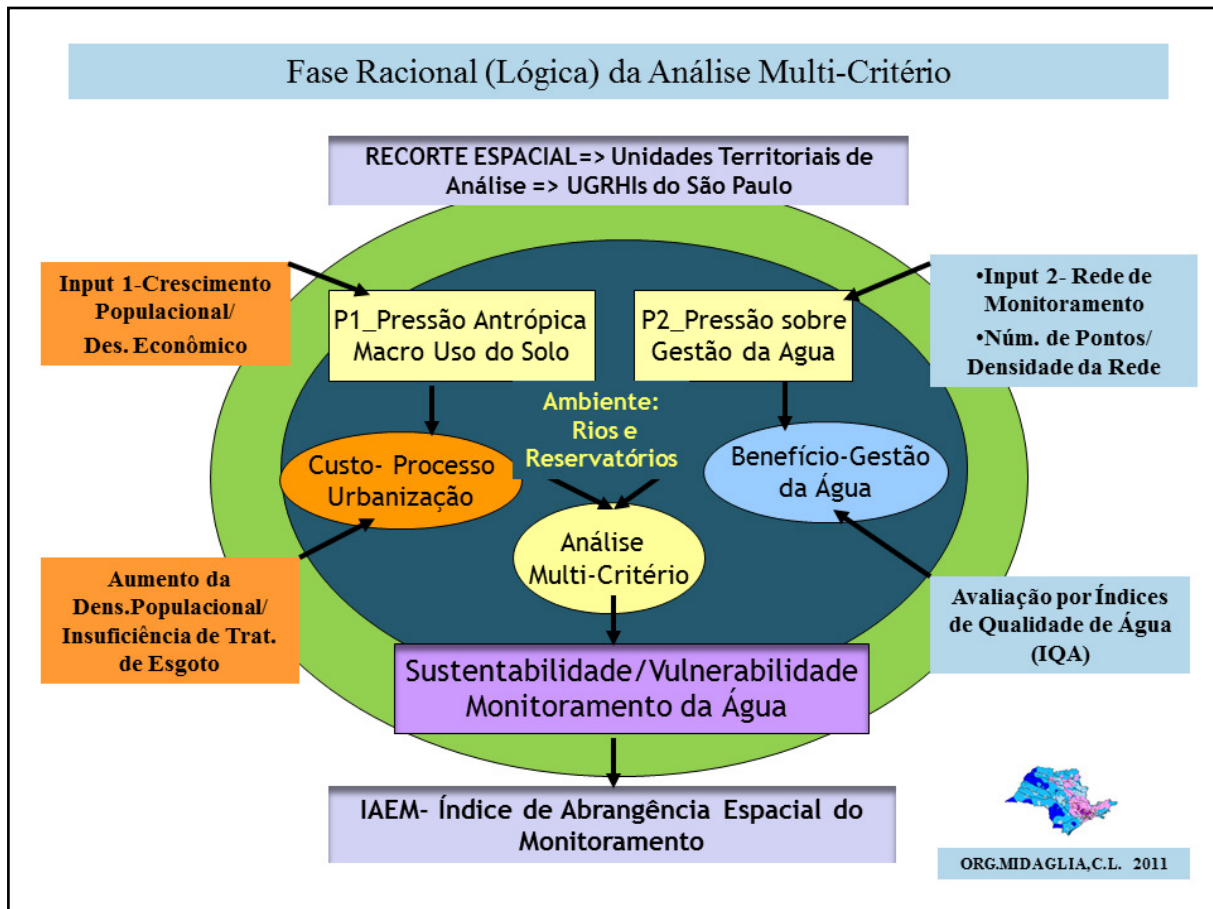 Fase Racional (Lógica) da Análise Multi-Critério
RECORTE ESPACIAL=> Unidades Territoriais de
Análise => UGRHIs do São Paulo
Input 1-Crescimento
Populacional/
Des. Econômico
P1_Pressão Antrópica
Macro Uso do Solo
P2_Pressão sobre
Gestão da Agua
•Input 2- Rede de
Monitoramento
•Núm. de Pontos/
Densidade da Rede
Ambiente:
Rios e
Reservatórios
Custo- Processo
Urbanização
Benefício-Gestão
da Água
Análise
Multi-Critério
Aumento da
Dens.Populacional/
Insuficiência de Trat.
de Esgoto
Avaliação por Índices
de Qualidade de Água
(IQA)
Sustentabilidade/Vulnerabilidade
Monitoramento da Água
IAEM- Índice de Abrangência Espacial do
Monitoramento
ORG.MIDAGLIA,C.L. 2011